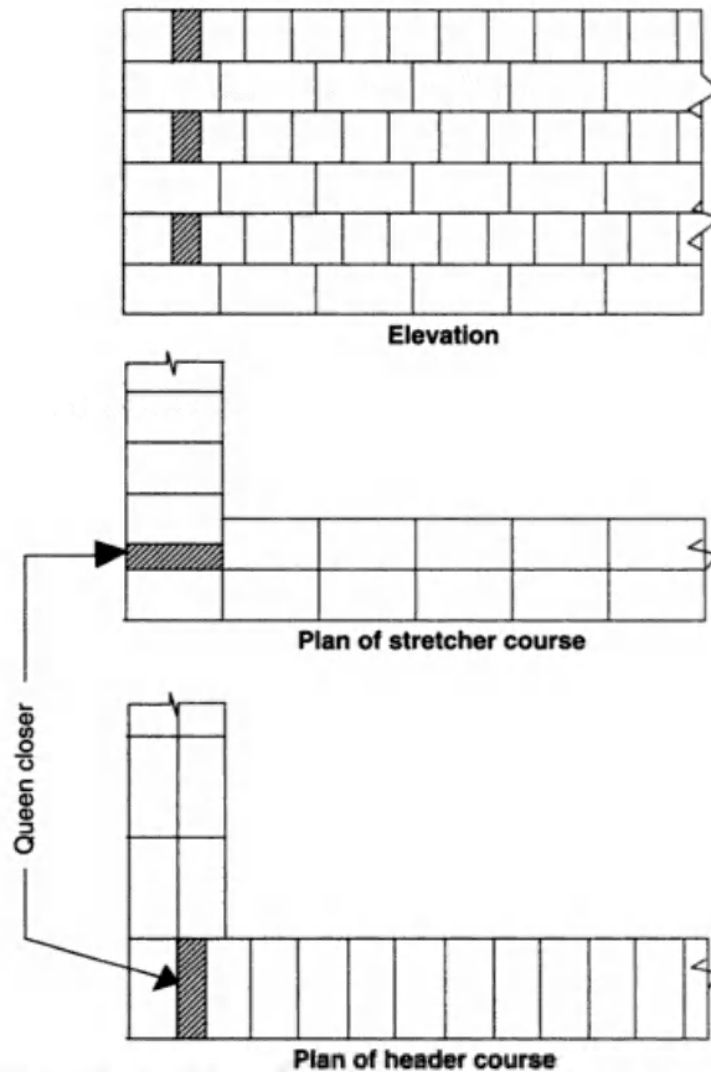 Elevation
Plan of stretcher course
Queen closer
Plan of header course